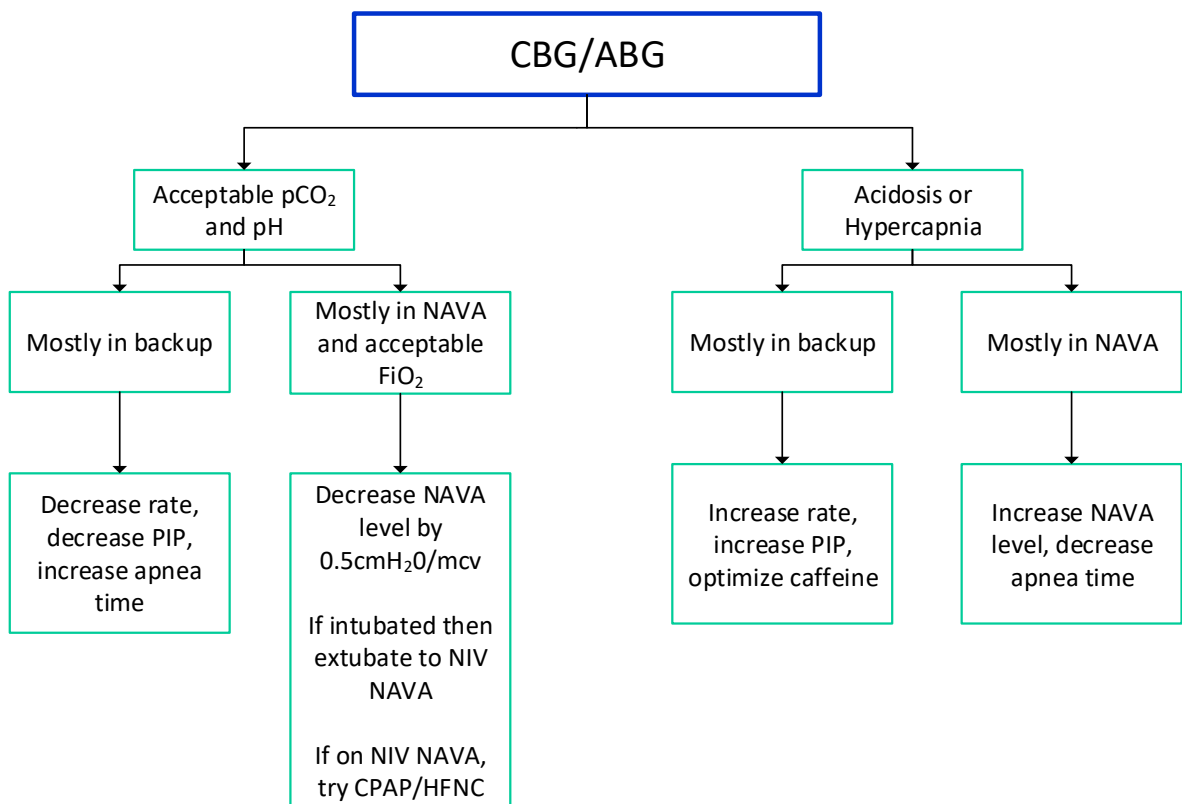 CBG/ABG
Acceptable pCO₂
and pH
Acidosis or
Hypercapnia
Mostly in backup
Mostly in NAVA
and acceptable
FiO₂
Mostly in backup
Mostly in NAVA
Decrease rate,
decrease PIP,
increase apnea
time
Decrease NAVA
level by
0.5cmH₂0/mcv
If intubated then
extubate to NIV
NAVA
If on NIV NAVA,
try CPAP/HFNC
Increase rate,
increase PIP,
optimize caffeine
Increase NAVA
level, decrease
apnea time